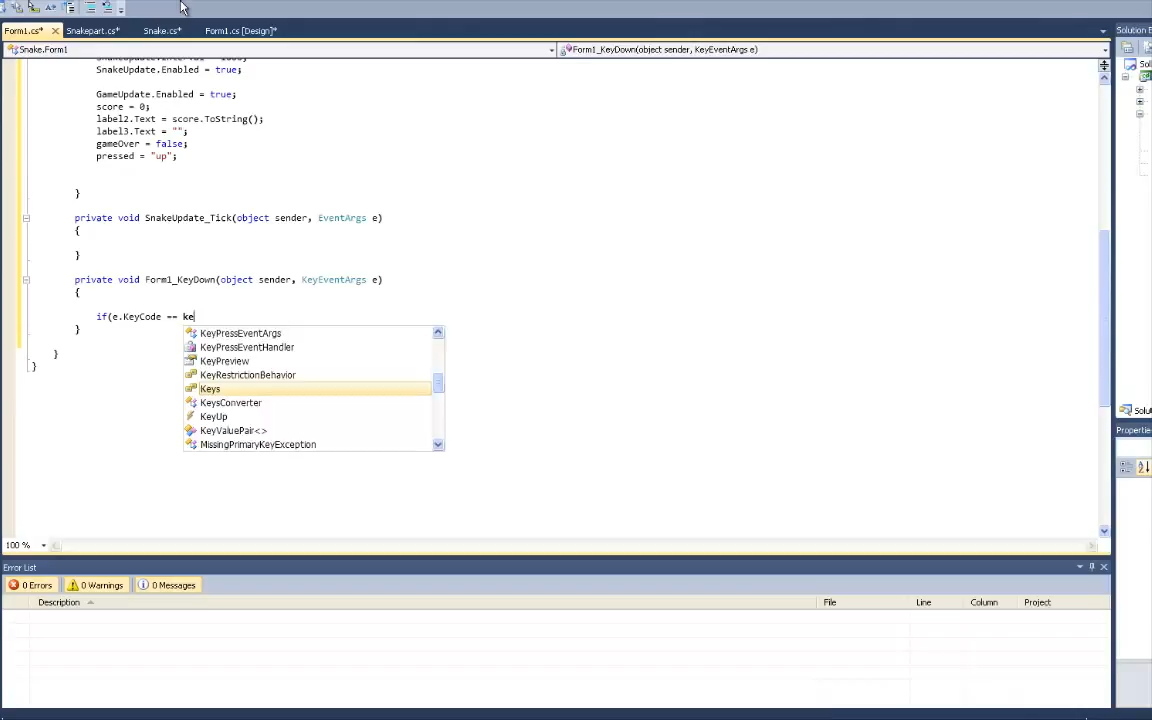 Form1.cs* Snakepart.cs* Snake.cs* Form1.cs [Design]* Solution E
Snake.Form1 Form1_KeyDown(object sender, KeyEventArgs e)
SnakeUpdate.Enabled = true;
Sol
GameUpdate.Enabled = true;
score = 0;
label2.Text = score.ToString();
label3.Text = "";
gameOver = false;
pressed = "up";
}
private void SnakeUpdate_Tick(object sender, EventArgs e)
{
}
private void Form1_KeyDown(object sender, KeyEventArgs e)
{
if(e.KeyCode == ke
}
KeyPressEventArgs
KeyPressEventHandler
KeyPreview
KeyRestrictionBehavior
Keys
KeysConverter
KeyUp
KeyValuePair<>
MissingPrimaryKeyException
}
}
Solut
Properties
100 %
Error List
0 Errors 0 Warnings 0 Messages
Description File Line Column Project